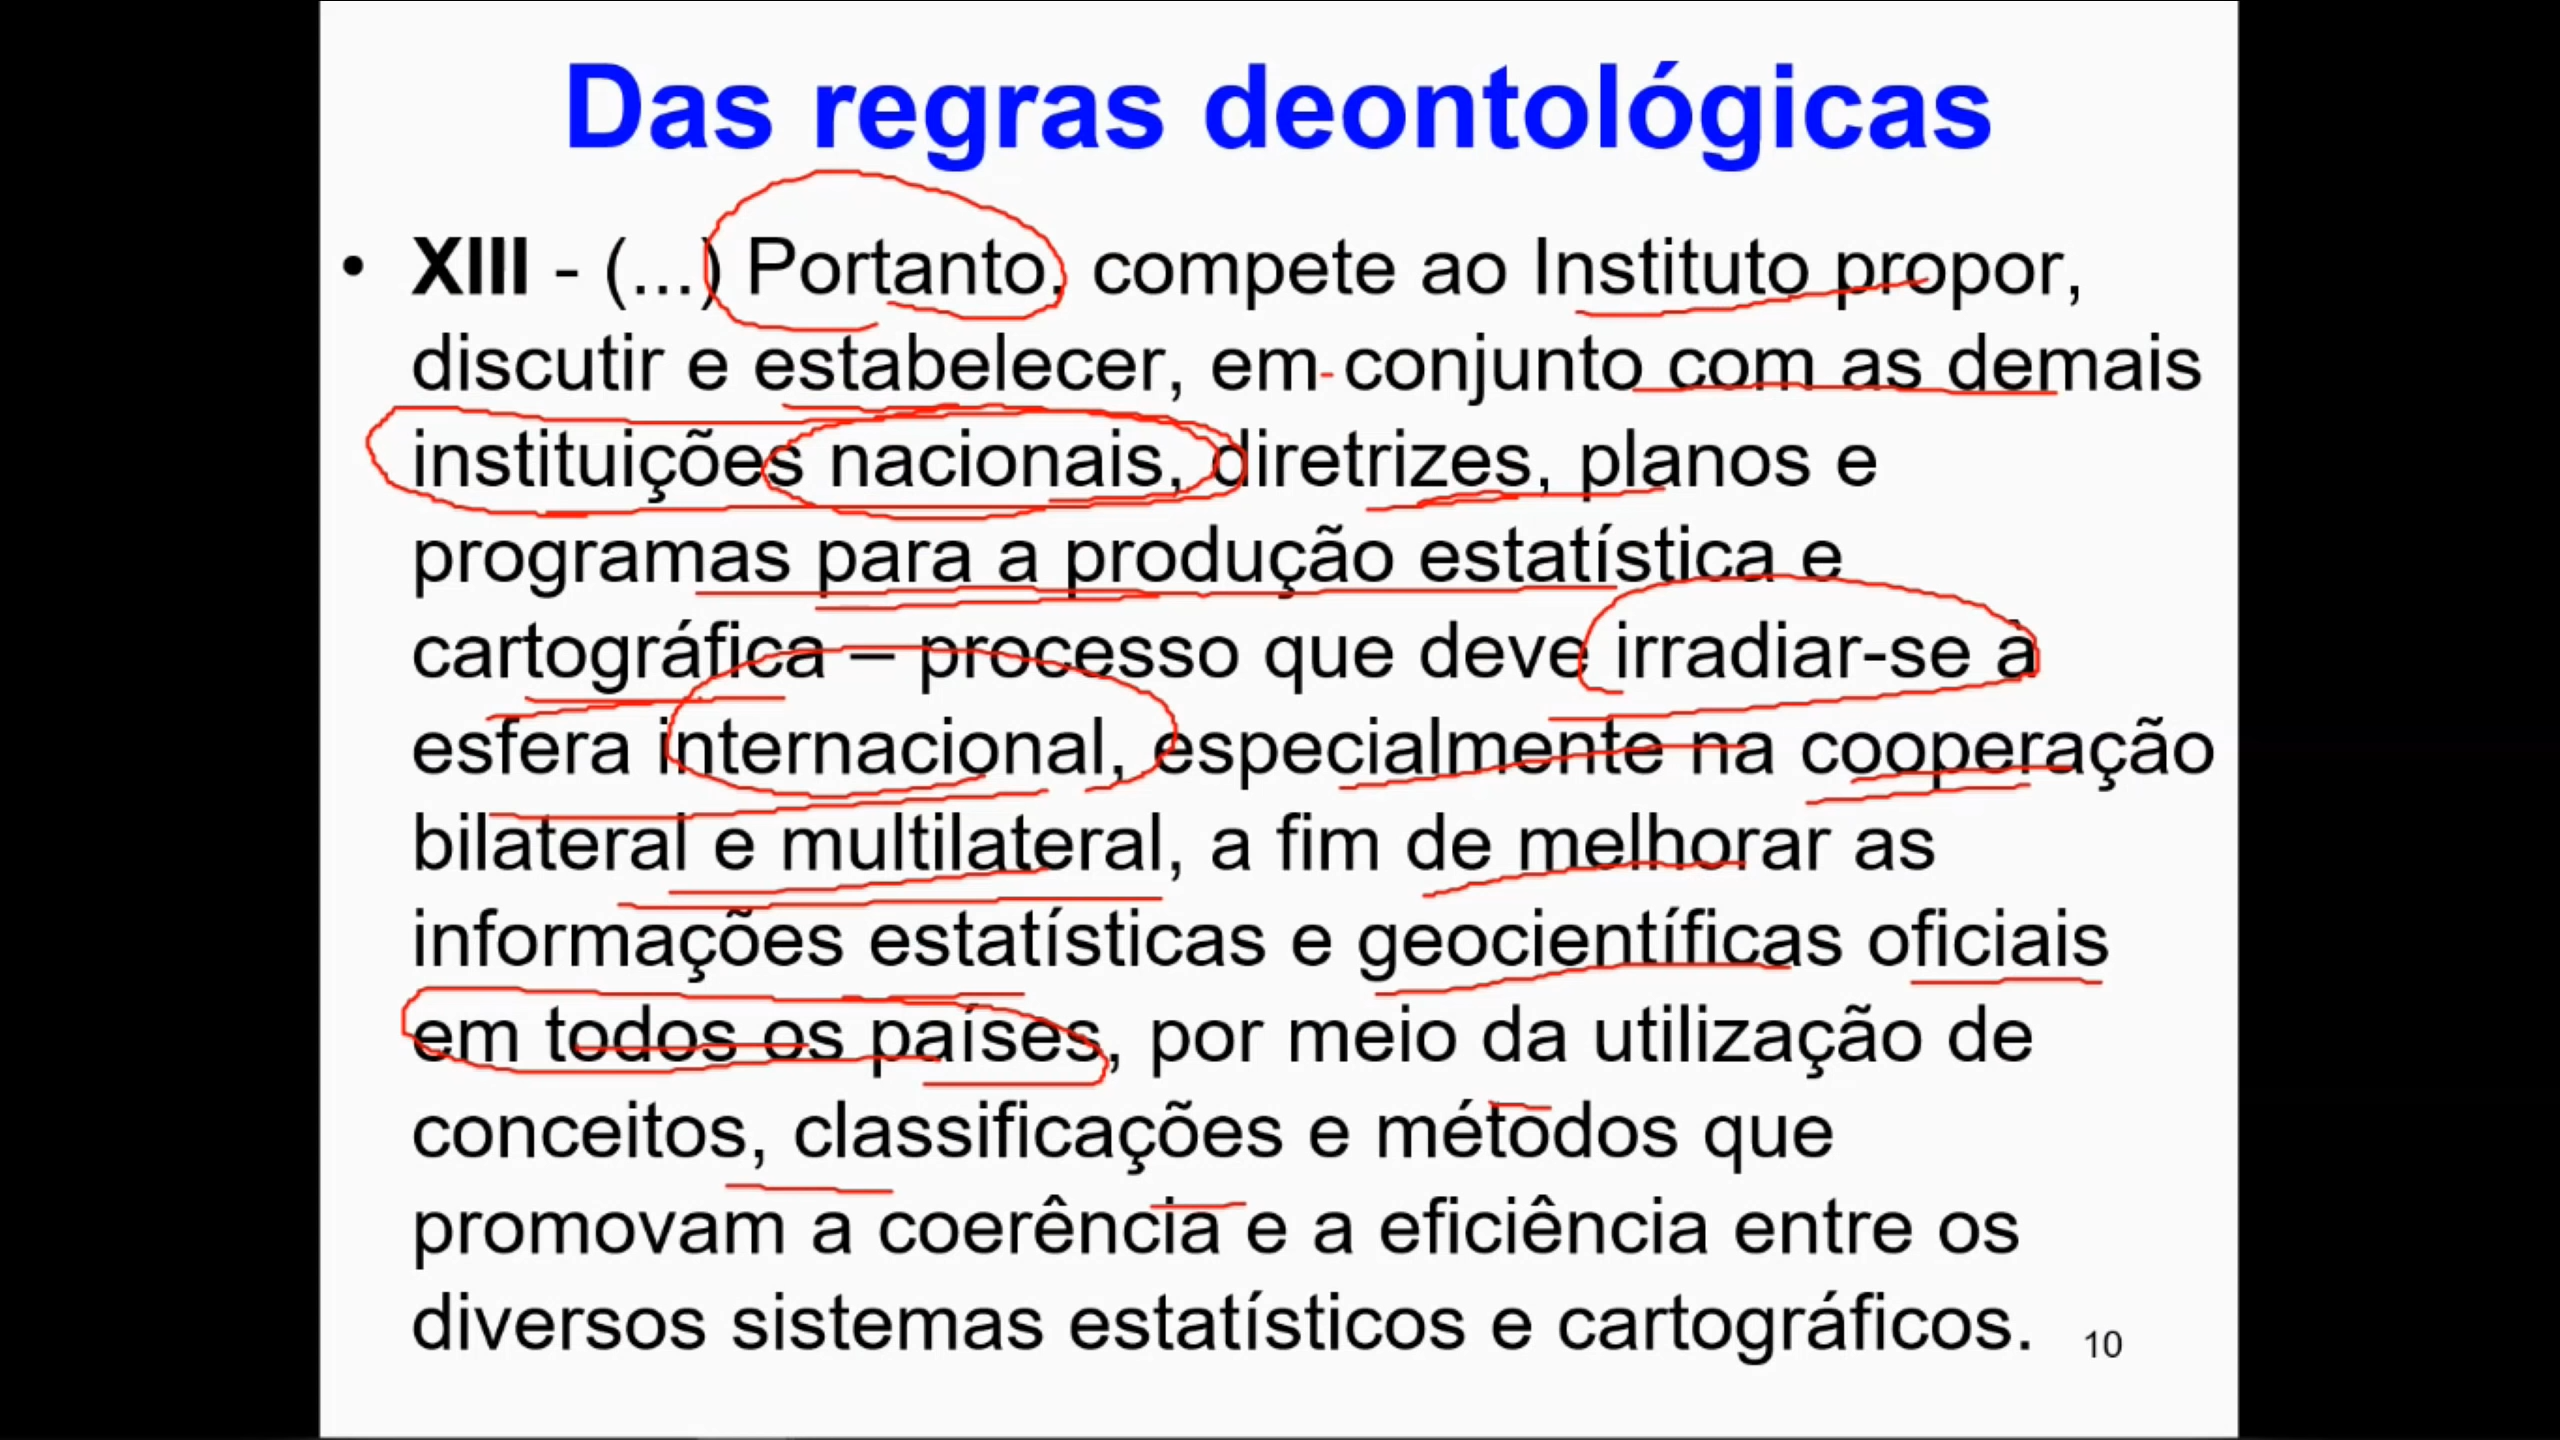 Das regras deontológicas
• XIII - (...) Portanto, compete ao Instituto propor,
discutir e estabelecer, em conjunto com as demais
instituições nacionais, diretrizes, planos e
programas para a produção estatística e
cartográfica – processo que deve irradiar-se à
esfera internacional, especialmente na cooperação
bilateral e multilateral, a fim de melhorar as
informações estatísticas e geocientíficas oficiais
em todos os países, por meio da utilização de
conceitos, classificações e métodos que
promovam a coerência e a eficiência entre os
diversos sistemas estatísticos e cartográficos.
10